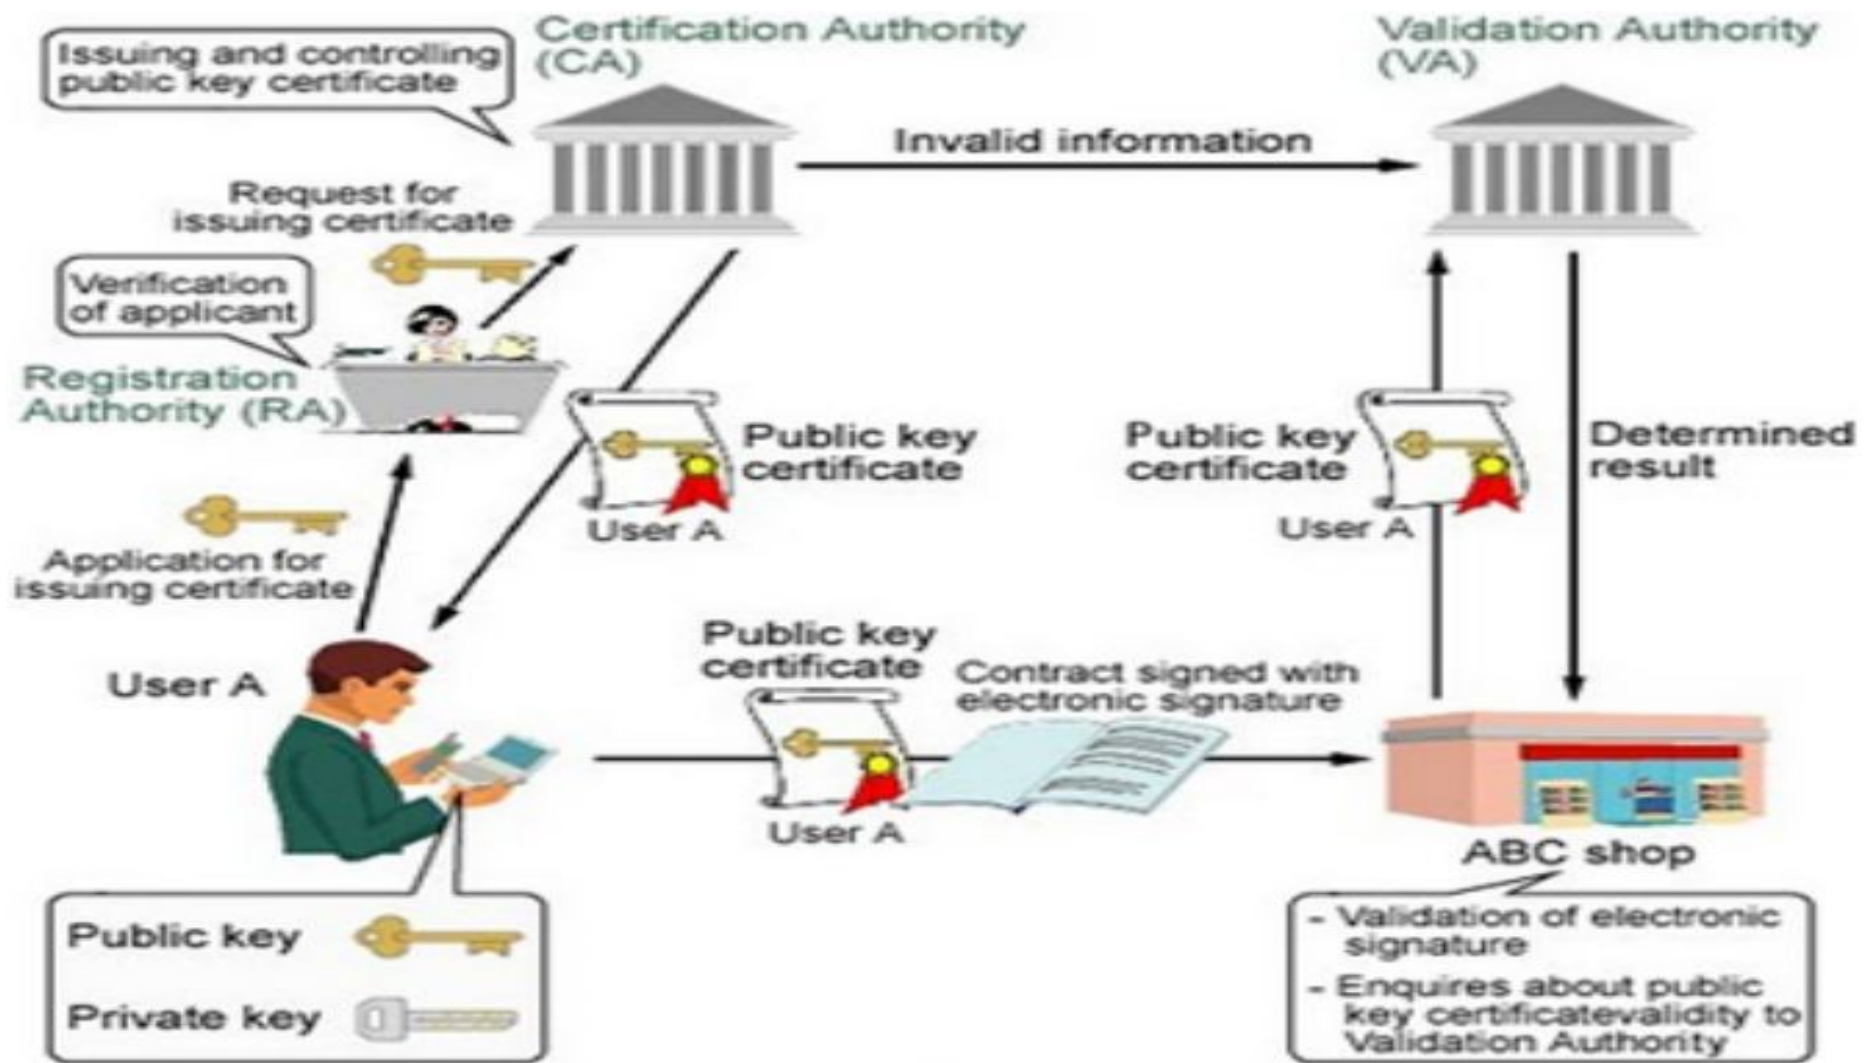 Certification Authority
(CA)
Validation Authority
(VA)
Issuing and controlling
public key certificate
Invalid information
Request for
issuing certificate
Verification
of applicant
Registration
Authority (RA)
Public key
certificate
User A
Public key
certificate
User A
Determined
result
Application for
issuing certificate
User A
Public key
certificate
Contract signed with
electronic signature
User A
ABC shop
Public key
Private key
- Validation of electronic
signature
- Enquires about public
key certificatevalidity to
Validation Authority